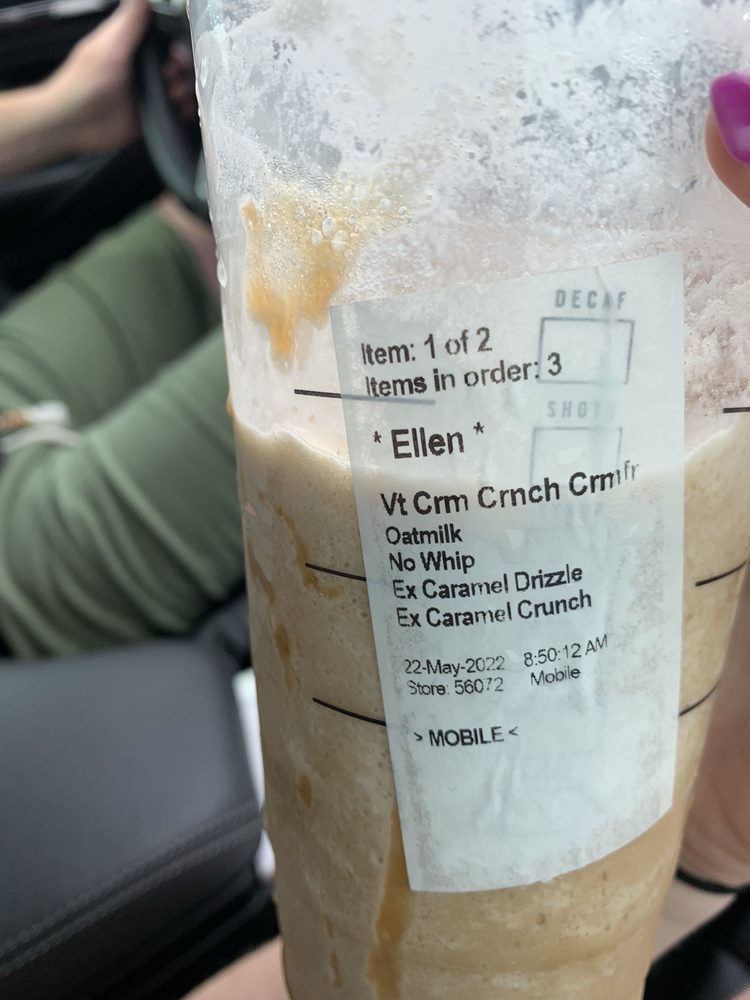 DECAF
Item: 1 of 2
Items in order: 3
SHOTS
* Ellen *
Vt Crm Crnch Crmfr
Oatmilk
No Whip
Ex Caramel Drizzle
Ex Caramel Crunch
22-May-2022 8:50:12 AM
Store: 56072 Mobile
> MOBILE <